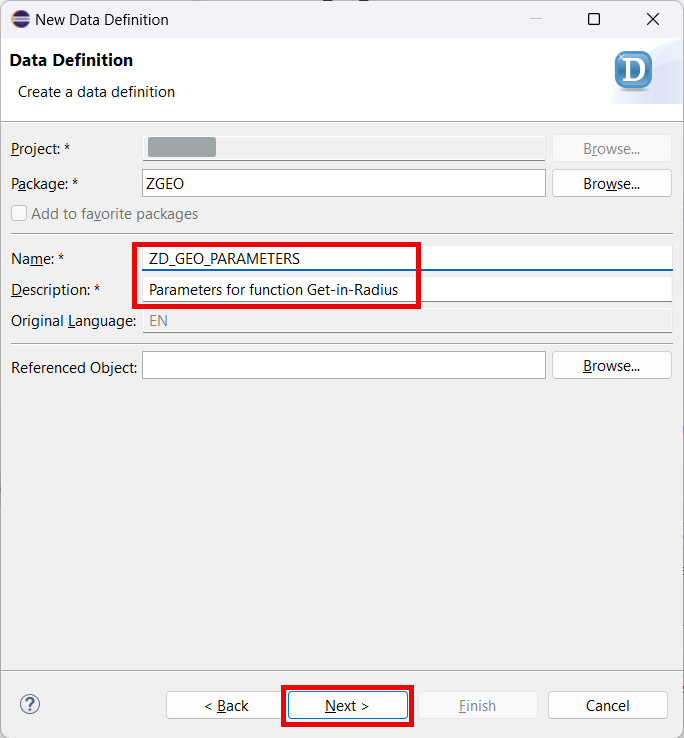 New Data Definition
Data Definition
Create a data definition
D
Project: *
Browse...
Package: *
ZGEO
Browse...
Add to favorite packages
Name: *
ZD_GEO_PARAMETERS
Description: *
Parameters for function Get-in-Radius
Original Language:
EN
Referenced Object:
Browse...
?
< Back
Next >
Finish
Cancel